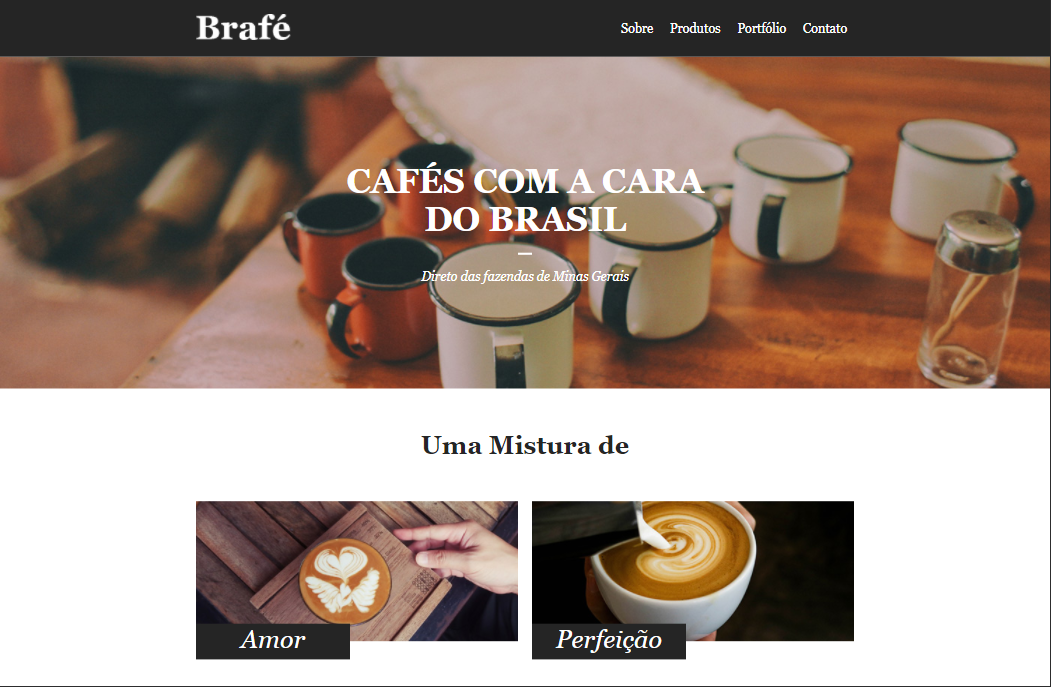 Brafé
Sobre Produtos Portfólio Contato
CAFÉS COM A CARA
DO BRASIL
Direto das fazendas de Minas Gerais
Uma Mistura de
Amor
Perfeição